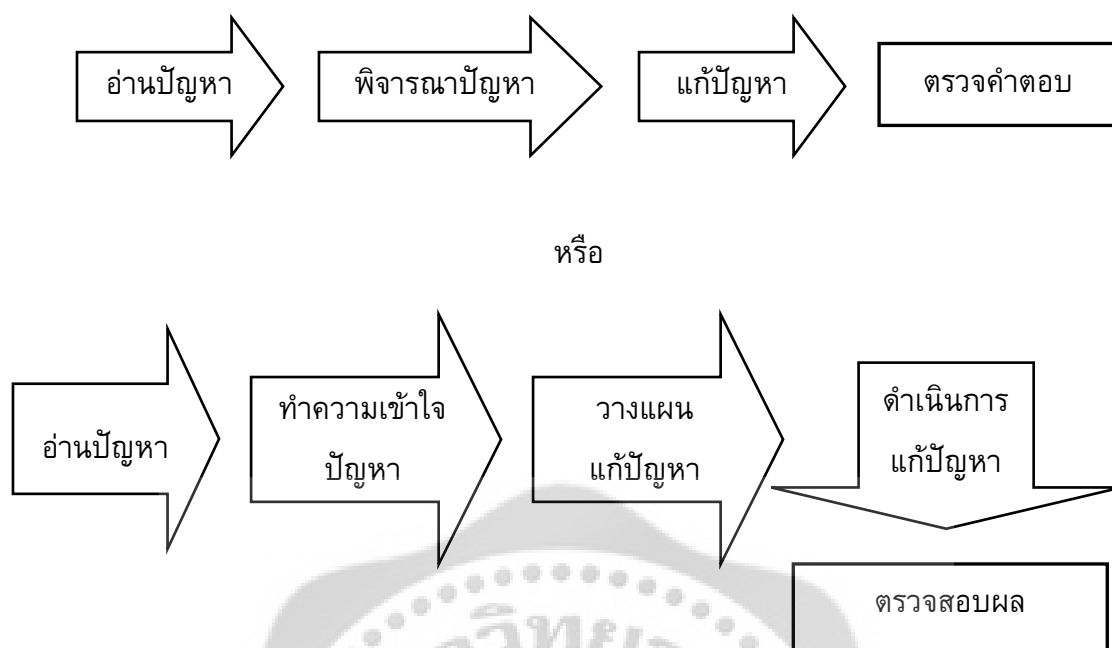 อ่านปัญหา พิจารณาปัญหา แก้ปัญหา ตรวจคำตอบ
หรือ
อ่านปัญหา
ทำความเข้าใจ
ปัญหา
วางแผน
แก้ปัญหา
ดำเนินการ
แก้ปัญหา
ตรวจสอบผล